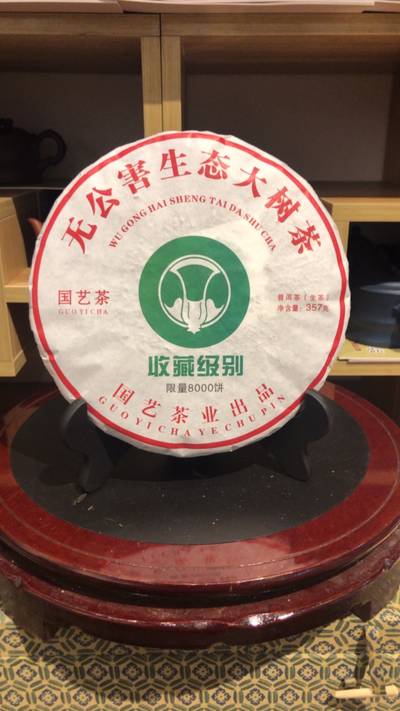 无公害生态大树茶
WU GONG HAI SHENG TAI DA SHU CHA
国艺茶
GUOYICHA
普洱茶（生茶）
净含量：357克
收藏级别
限量8000饼
国艺茶业出品
GUOYICHAYECHUPIN